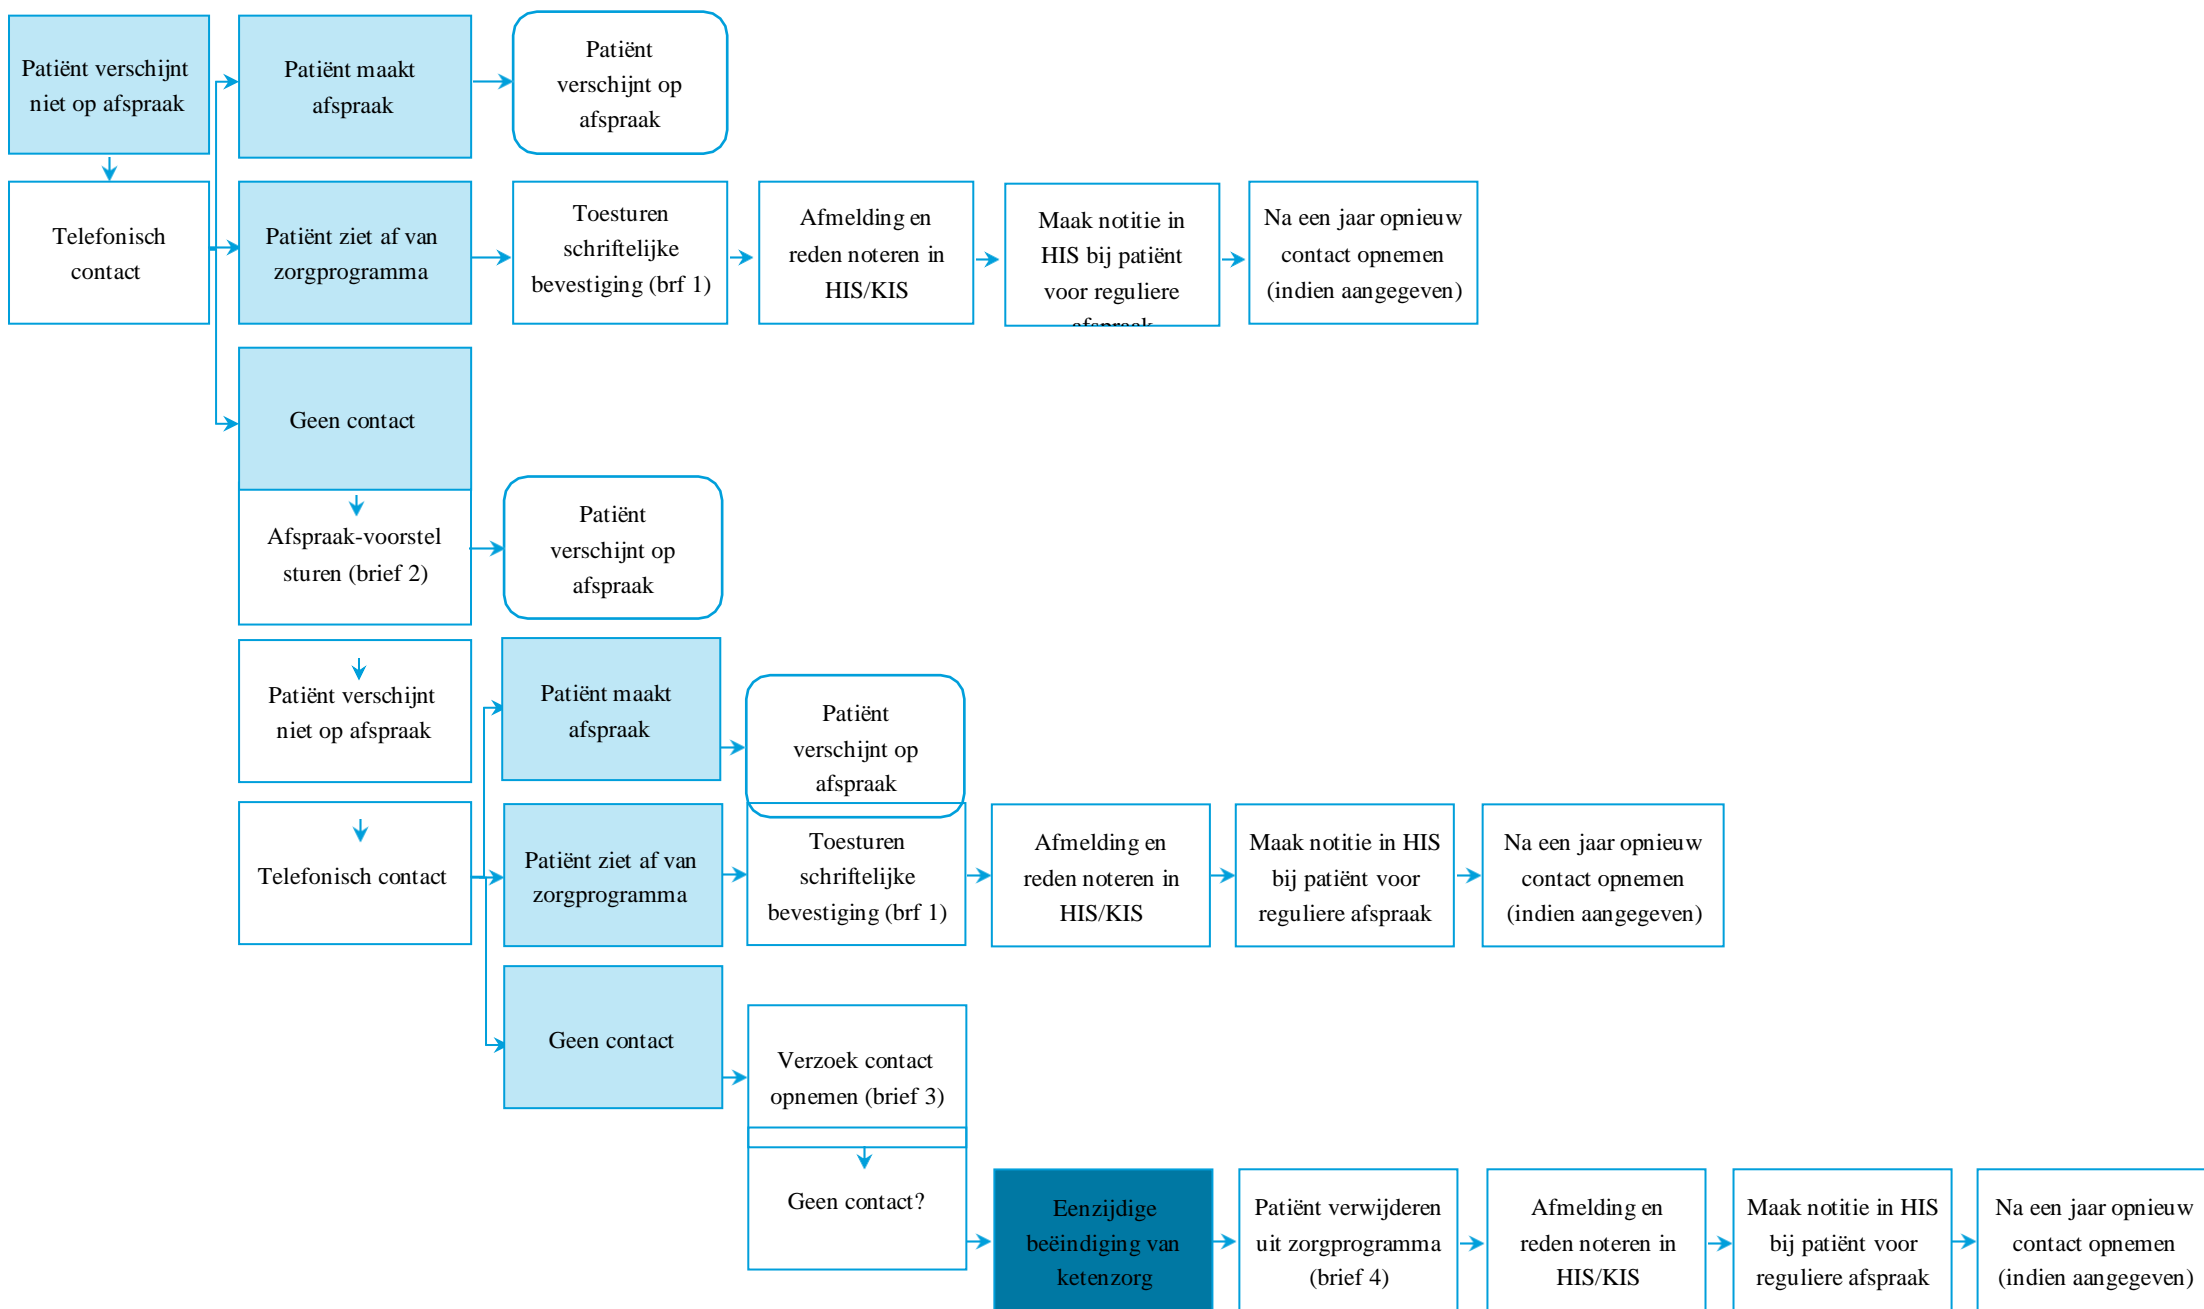 Patiënt verschijnt
niet op afspraak
Patiënt maakt
afspraak
Patiënt
verschijnt op
afspraak
Telefonisch
contact
Patiënt ziet af van
zorgprogramma
Toesturen
schriftelijke
bevestiging (brf 1)
Afmelding en
reden noteren in
HIS/KIS
Maak notitie in
HIS bij patiënt
voor reguliere
afspraak
Na een jaar opnieuw
contact opnemen
(indien aangegeven)
Geen contact
Afspraak-voorstel
sturen (brief 2)
Patiënt
verschijnt op
afspraak
Patiënt verschijnt
niet op afspraak
Patiënt maakt
afspraak
Patiënt
verschijnt op
afspraak
Telefonisch contact
Patiënt ziet af van
zorgprogramma
Toesturen
schriftelijke
bevestiging (brf 1)
Afmelding en
reden noteren in
HIS/KIS
Maak notitie in HIS
bij patiënt voor
reguliere afspraak
Na een jaar opnieuw
contact opnemen
(indien aangegeven)
Geen contact
Verzoek contact
opnemen (brief 3)
Geen contact?
Eenzijdige
beëindiging van
ketenzorg
Patiënt verwijderen
uit zorgprogramma
(brief 4)
Afmelding en
reden noteren in
HIS/KIS
Maak notitie in HIS
bij patiënt voor
reguliere afspraak
Na een jaar opnieuw
contact opnemen
(indien aangegeven)